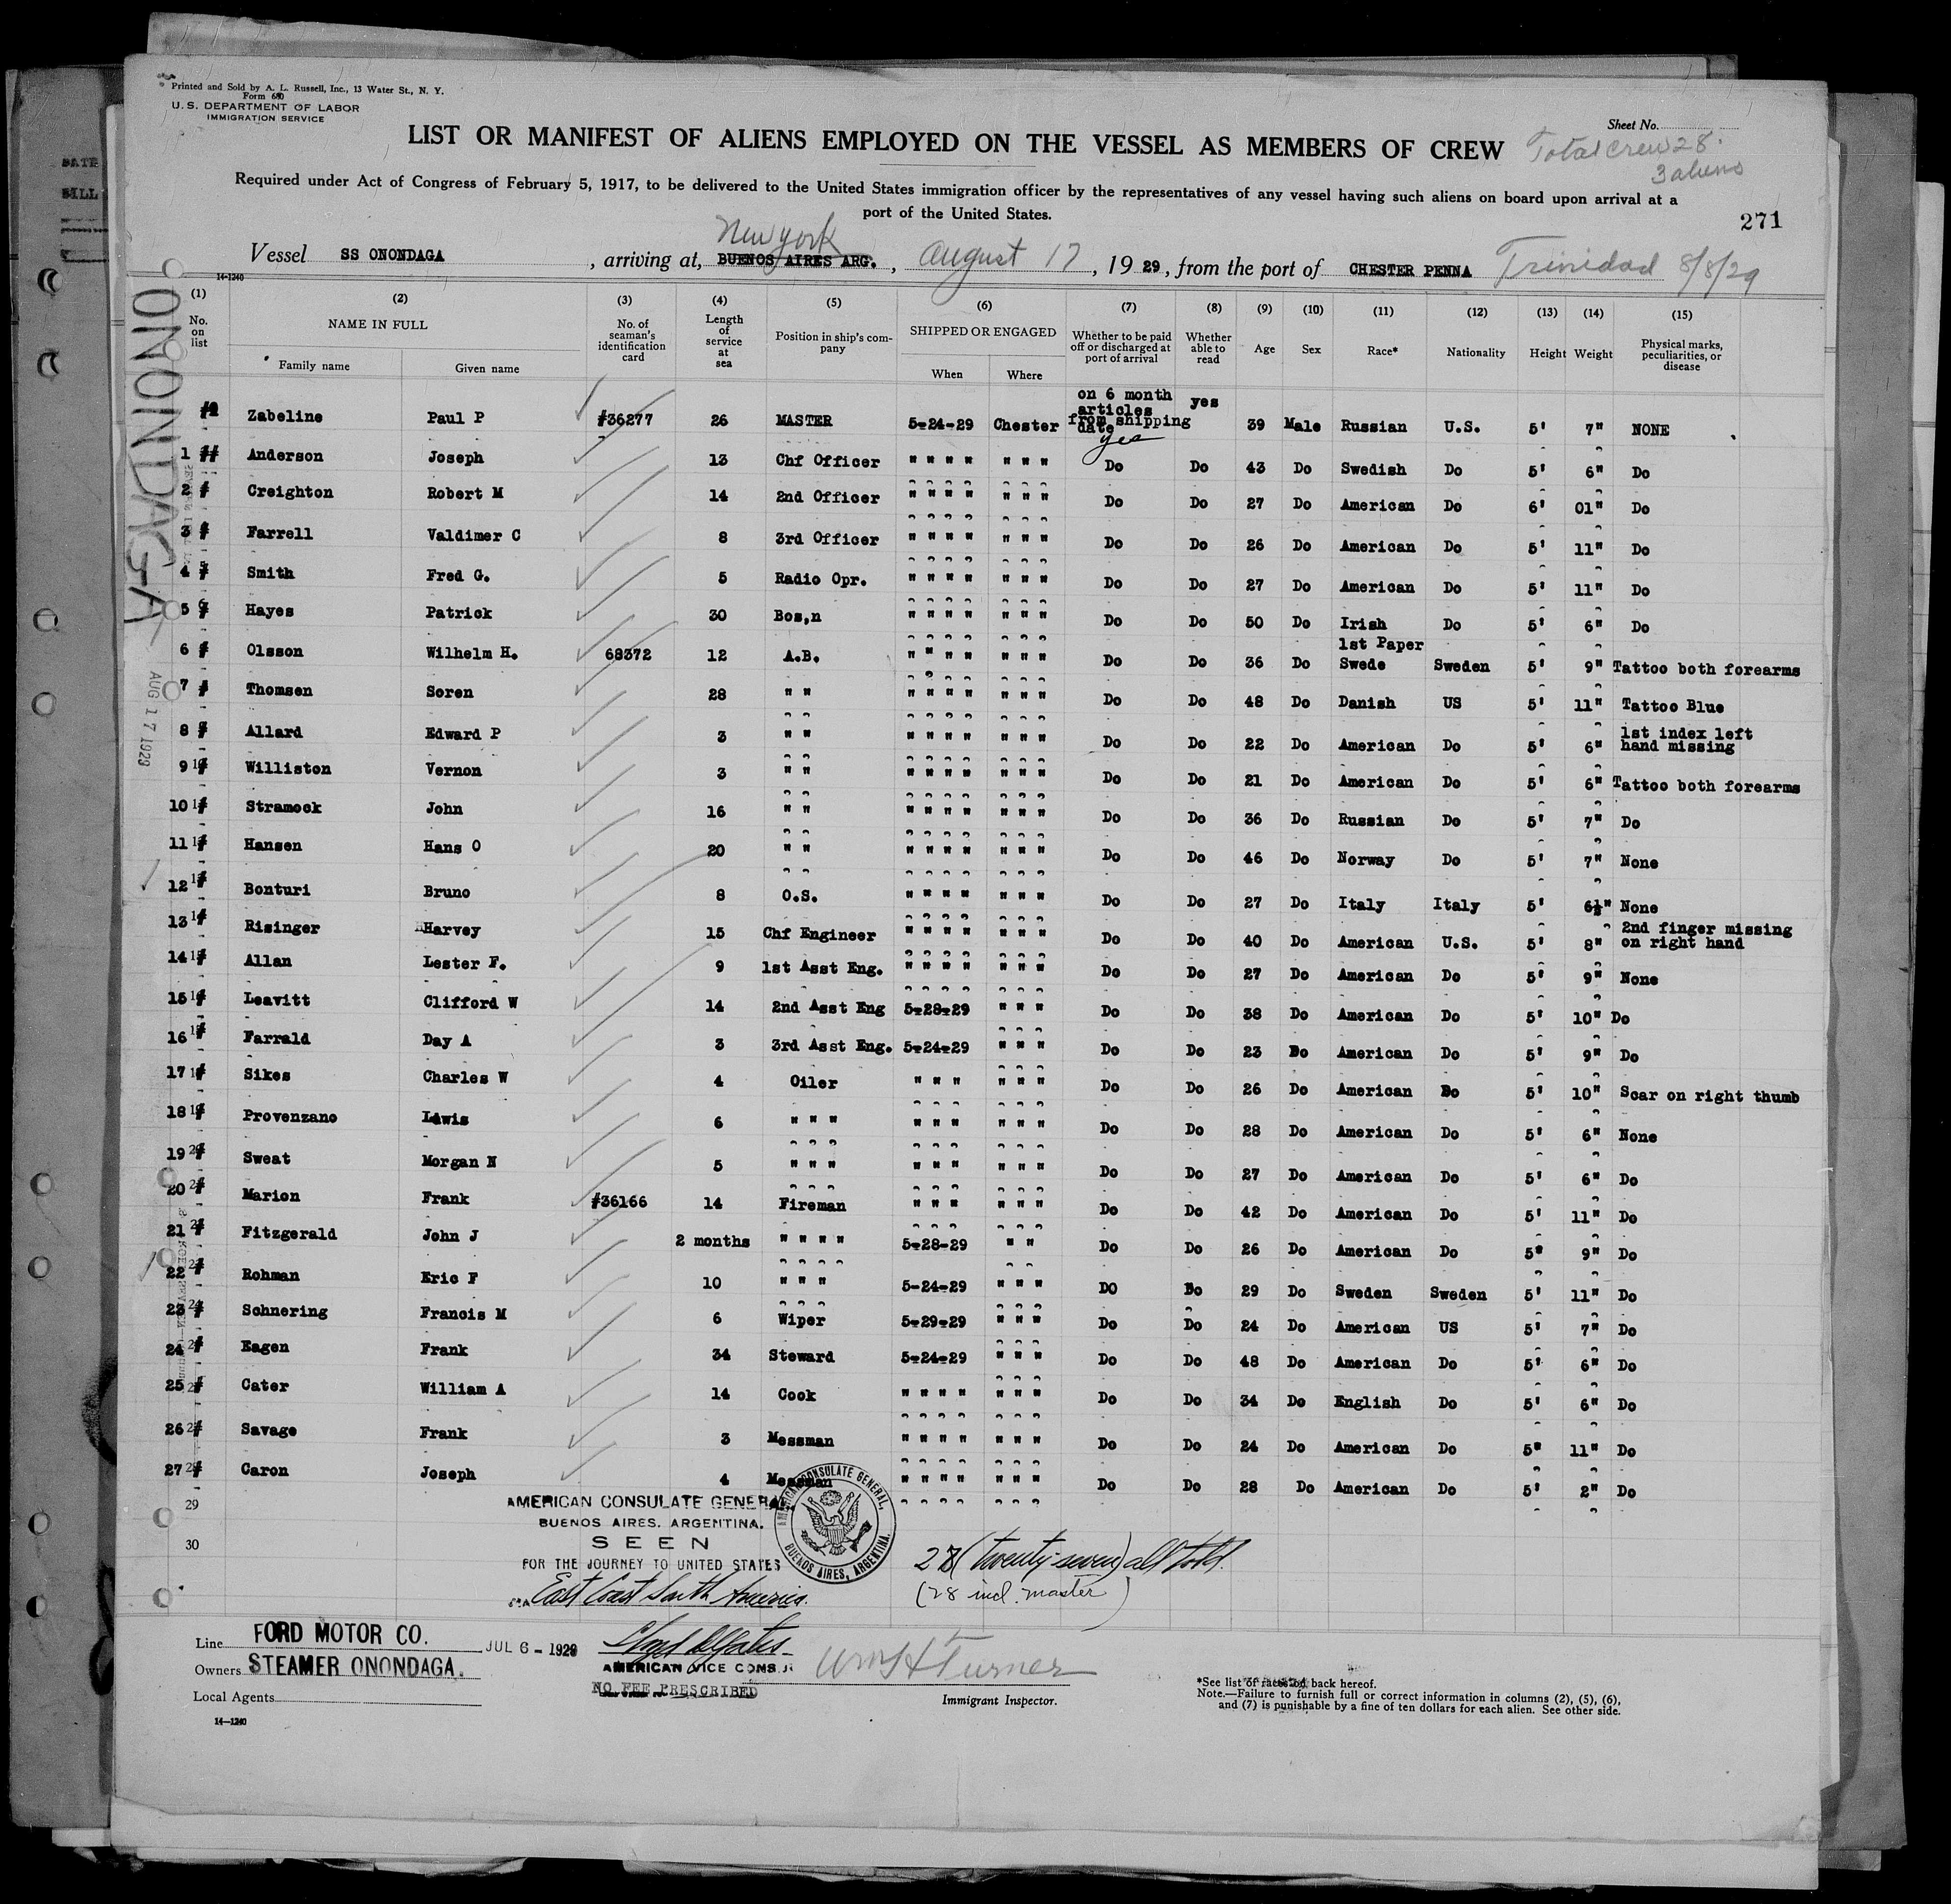 Printed and Sold by A. L. Russell, Inc., 13 Water St., N. Y.
Form 680
U. S. DEPARTMENT OF LABOR
IMMIGRATION SERVICE
Sheet No.
LIST OR MANIFEST OF ALIENS EMPLOYED ON THE VESSEL AS MEMBERS OF CREW
Total Crew 28.
3 aliens
Required under Act of Congress of February 5, 1917, to be delivered to the United States immigration officer by the representatives of any vessel having such aliens on board upon arrival at a
port of the United States.
271
New york
Vessel SS ONONDAGA , arriving at, BUENOS AIRES ARG. , August 17 , 19 29 , from the port of CHESTER PENNA Trinidad 8/8/29
14-1240
ONONDAGA
AUG 17 1929
(1) (2) (3) (4) (5) (6) (7) (8) (9) (10) (11) (12) (13) (14) (15)
No. on list NAME IN FULL Family name Given name No. of seaman's identification card Length of service at sea Position in ship's company SHIPPED OR ENGAGED When Where Whether to be paid off or discharged at port of arrival Whether able to read Age Sex Race* Nationality Height Weight Physical marks, peculiarities, or disease
Zabeline Paul P #36277 26 MASTER 5-24-29 Chester on 6 month articles from shipping date yes yes 39 Male Russian U.S. 5' 7" NONE
1 Anderson Joseph 13 Chf Officer " " " " " " " Do Do 43 Do Swedish Do 5' 6" Do
2 Creighton Robert M 14 2nd Officer " " " " " " " Do Do 27 Do American Do 6' 01" Do
3 Farrell Valdimer C 8 3rd Officer " " " " " " " Do Do 26 Do American Do 5' 11" Do
4 Smith Fred G. 5 Radio Opr. " " " " " " " Do Do 27 Do American Do 5' 11" Do
5 Hayes Patrick 30 Bos,n " " " " " " " Do Do 50 Do Irish Do 5' 6" Do
6 Olsson Wilhelm H. 68372 12 A.B. " " " " " " " Do Do 36 Do 1st Paper Swede Sweden 5' 9" Tattoo both forearms
7 Thomsen Soren 28 " " " " " " " " " Do Do 48 Do Danish US 5' 11" Tattoo Blue
8 Allard Edward P 3 " " " " " " " " " Do Do 22 Do American Do 5' 6" 1st index left hand missing
9 Williston Vernon 3 " " " " " " " " " Do Do 21 Do American Do 5' 6" Tattoo both forearms
10 Stramock John 16 " " " " " " " " " Do Do 36 Do Russian Do 5' 7" Do
11 Hansen Hans O 20 " " " " " " " " " Do Do 46 Do Norway Do 5' 7" None
12 Bonturi Bruno 8 O.S. " " " " " " " Do Do 27 Do Italy Italy 5' 6½" None
13 Risinger Harvey 15 Chf Engineer " " " " " " " Do Do 40 Do American U.S. 5' 8" 2nd finger missing on right hand
14 Allan Lester F. 9 1st Asst Eng. " " " " " " " Do Do 27 Do American Do 5' 9" None
15 Leavitt Clifford W 14 2nd Asst Eng 5-28-29 " " " Do Do 38 Do American Do 5' 10" Do
16 Farrald Day A 3 3rd Asst Eng. 5-24-29 " " " Do Do 23 Do American Do 5' 9" Do
17 Sikes Charles W 4 Oiler " " " " " " Do Do 26 Do American Do 5' 10" Scar on right thumb
18 Provenzano Lewis 6 " " " " " " " " " Do Do 28 Do American Do 5' 6" None
19 Sweat Morgan N 5 " " " " " " " " " Do Do 27 Do American Do 5' 6" Do
20 Marion Frank #36166 14 Fireman " " " " " " Do Do 42 Do American Do 5' 11" Do
21 Fitzgerald John J 2 months " " " " 5-28-29 " " Do Do 26 Do American Do 5" 9" Do
22 Rohman Eric F 10 " " " 5-24-29 " " " DO Do 29 Do Sweden Sweden 5' 11" Do
23 Schnering Francis M 6 Wiper 5-29-29 " " " Do Do 24 Do American US 5' 7" Do
24 Eagen Frank 34 Steward 5-24-29 " " " Do Do 48 Do American Do 5' 6" Do
25 Cater William A 14 Cook " " " " " " " Do Do 34 Do English Do 5' 6" Do
26 Savage Frank 3 Messman " " " " " " " Do Do 24 Do American Do 5" 11" Do
27 Caron Joseph 4 Messman " " " " " " " Do Do 28 Do American Do 5' 2" Do
29
30
AMERICAN CONSULATE GENERAL,
BUENOS AIRES, ARGENTINA.
SEEN
FOR THE JOURNEY TO UNITED STATES
VIA East Coast South America.
AMERICAN CONSULATE GENERAL, BUENOS AIRES, ARGENTINA.
28 (twenty-seven) all told.
(28 incl. master)
Line FORD MOTOR CO.
JUL 6 - 1929
Owners STEAMER ONONDAGA.
AMERICAN VICE CONSUL
NO FEE PRESCRIBED
Local Agents
Wm H Turner
Immigrant Inspector.
*See list of races on back hereof.
Note.—Failure to furnish full or correct information in columns (2), (5), (6),
and (7) is punishable by a fine of ten dollars for each alien. See other side.
14—1240
DATE
BILL